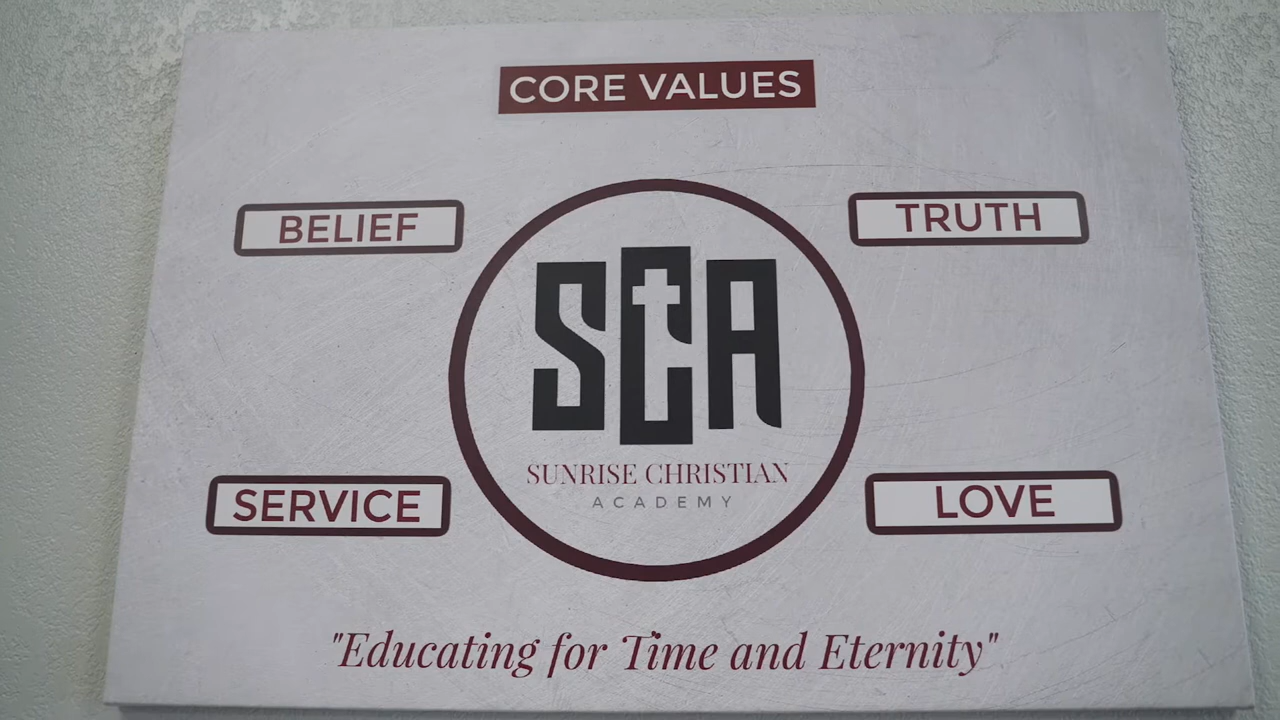 CORE VALUES
BELIEF
TRUTH
SCA
SUNRISE CHRISTIAN
ACADEMY
SERVICE
LOVE
"Educating for Time and Eternity"